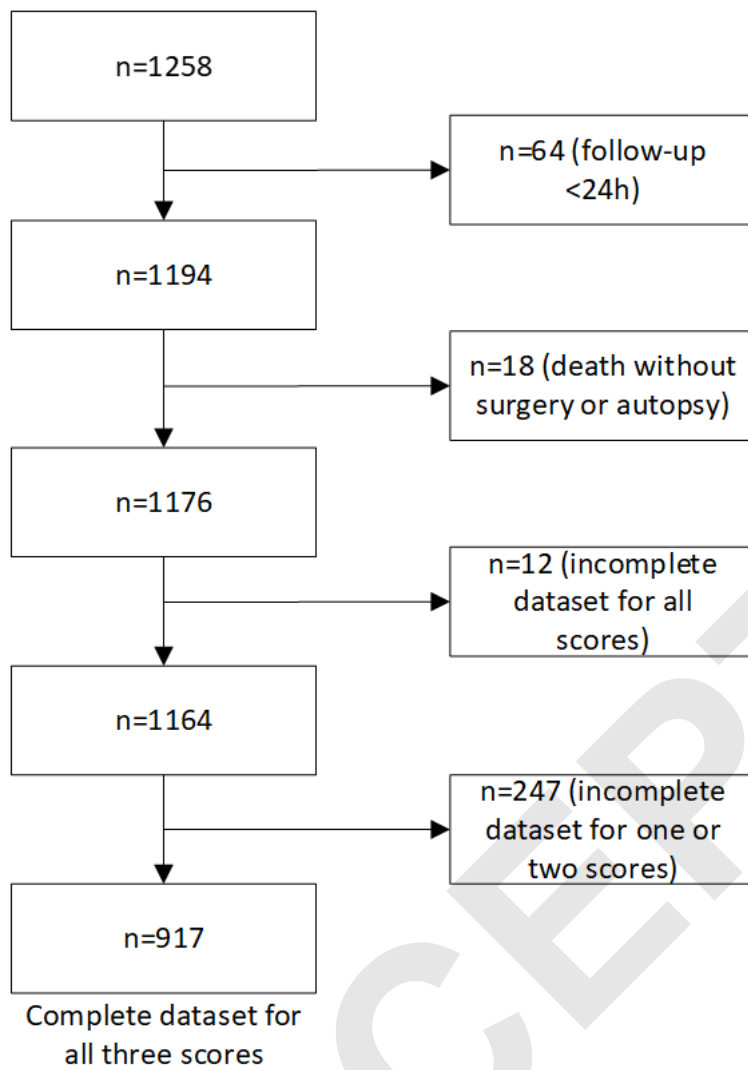 n=1258
n=64 (follow-up
<24h)
n=1194
n=18 (death without
surgery or autopsy)
n=1176
n=12 (incomplete
dataset for all
scores)
n=1164
n=247 (incomplete
dataset for one or
two scores)
n=917
Complete dataset for
all three scores
CEP